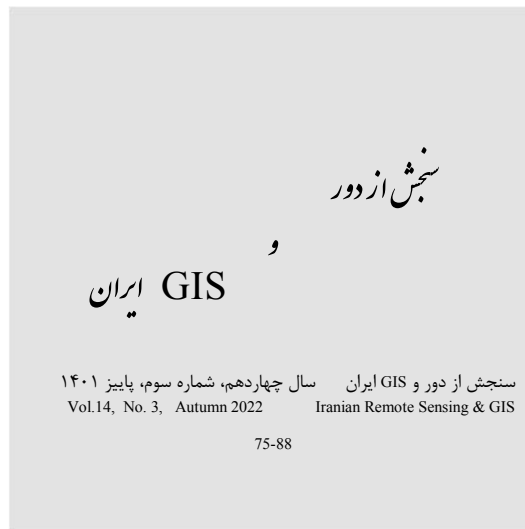 سنجش از دور
و
GIS ایران
سنجش از دور و GIS ایران سال چهاردهم، شماره سوم، پاییز ۱۴۰۱
Vol.14, No. 3, Autumn 2022 Iranian Remote Sensing & GIS
75-88